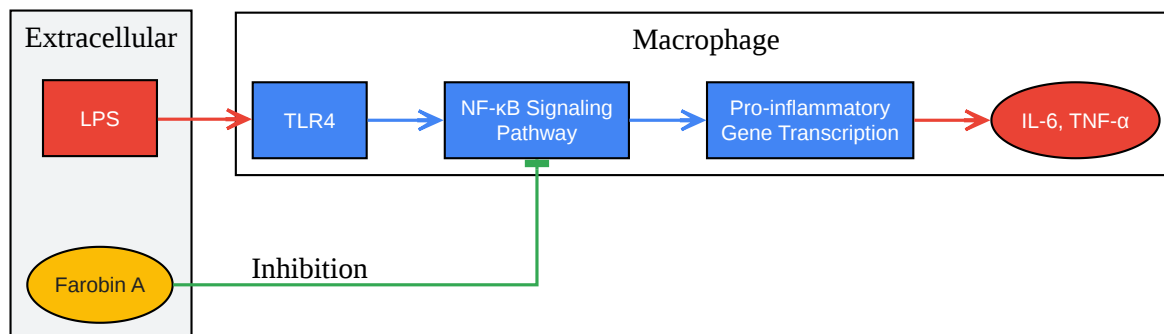 Extracellular
Macrophage
LPS
TLR4
NF-κB Signaling
Pathway
Pro-inflammatory
Gene Transcription
IL-6, TNF-α
Inhibition
Farobin A